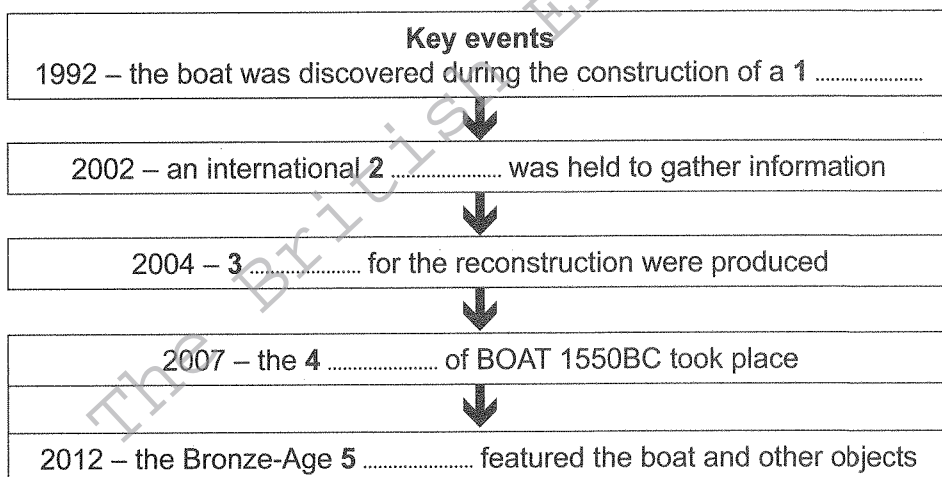 Key events
1992 – the boat was discovered during the construction of a 1 ......................
2002 – an international 2 ...................... was held to gather information
2004 – 3 ...................... for the reconstruction were produced
2007 – the 4 ...................... of BOAT 1550BC took place
2012 – the Bronze-Age 5 ...................... featured the boat and other objects
The British E